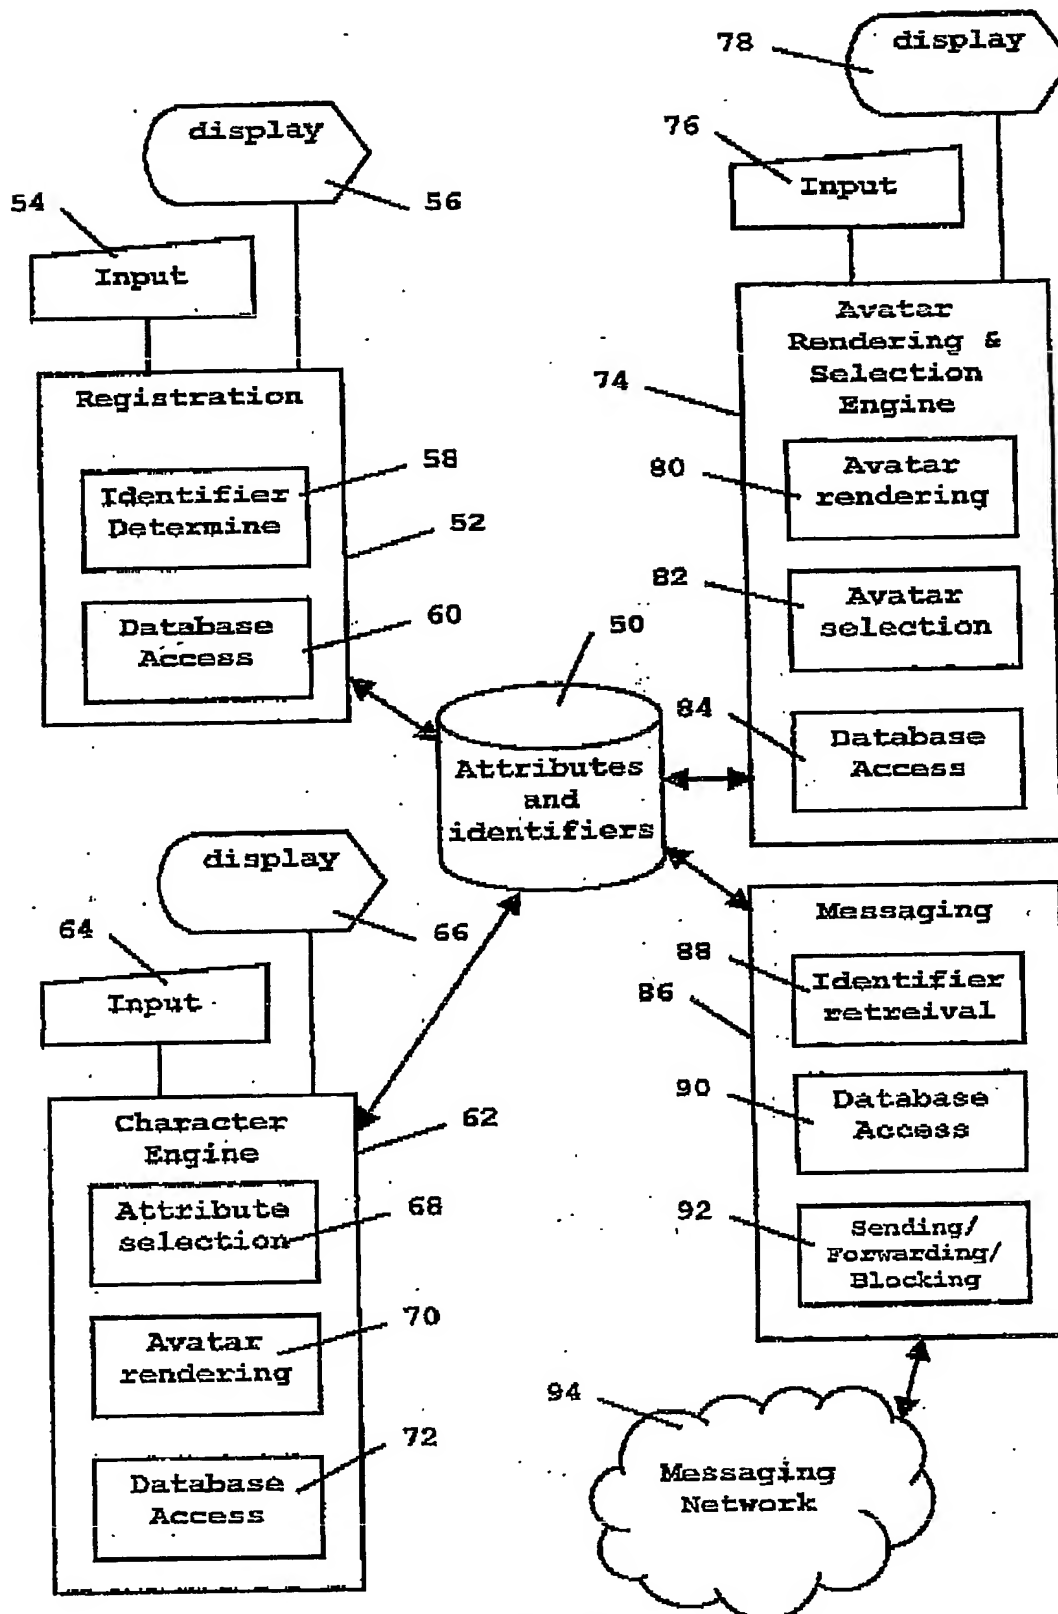 78
display
76
Input
display
54
56
Input
Avatar
Rendering &
Selection
Engine
74
Registration
58
Identifier
Determine
52
80
Avatar
rendering
82
Avatar
selection
60
Database
Access
50
84
Database
Access
Attributes
and
identifiers
display
64
66
Input
Messaging
88
Identifier
retreival
86
90
Database
Access
Character
Engine
62
Attribute
selection
68
92
Sending/
Forwarding/
Blocking
70
Avatar
rendering
94
72
Database
Access
Messaging
Network